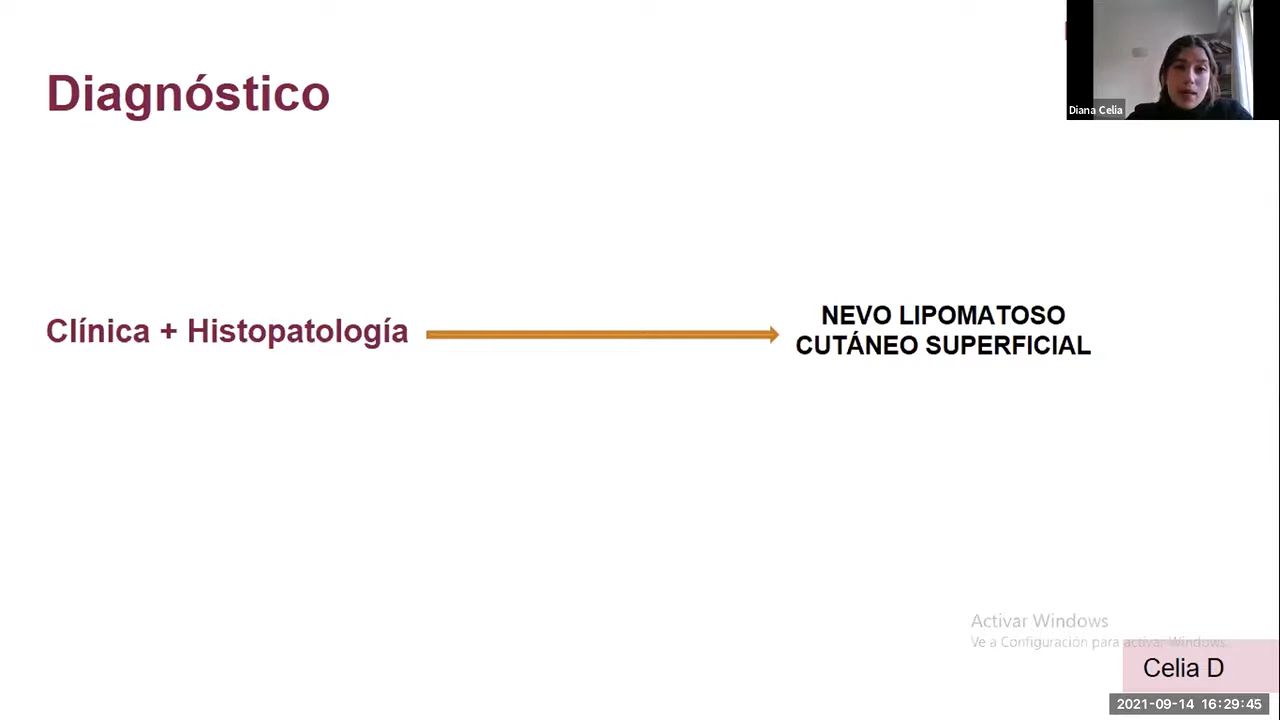 Diagnóstico
Diana Celia
Clínica + Histopatología
NEVO LIPOMATOSO
CUTÁNEO SUPERFICIAL
Activar Windows
Ve a Configuración para activar Windows.
Celia D
2021-09-14 16:29:45